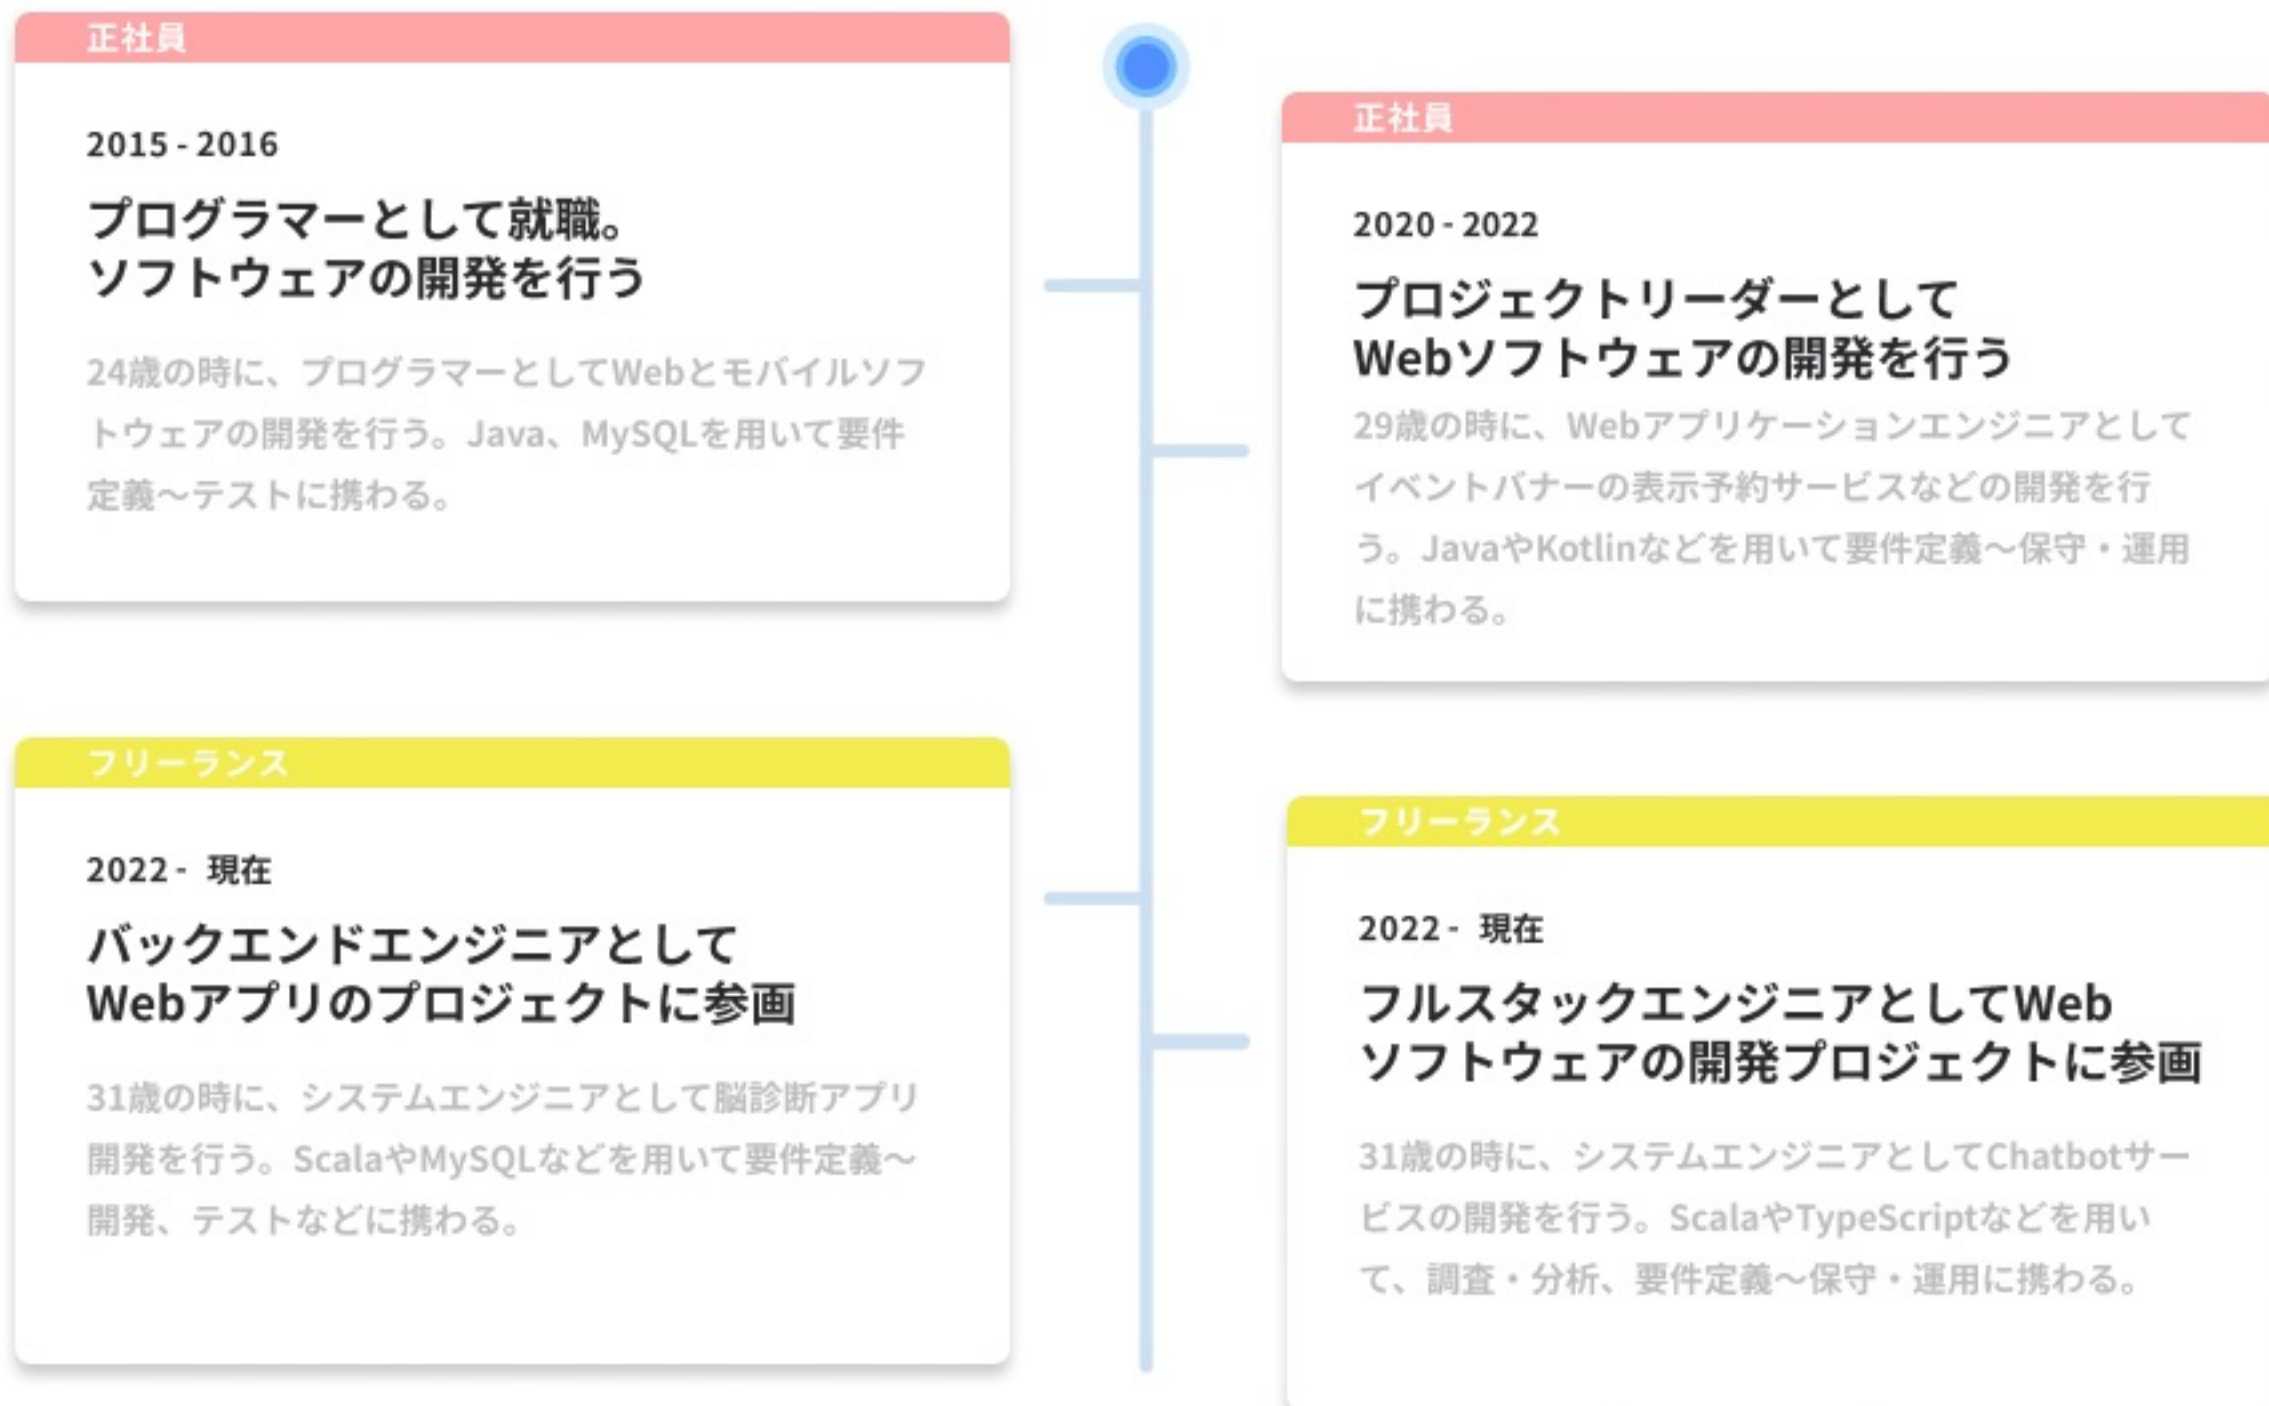 正社員
2015 - 2016
プログラマーとして就職。
ソフトウェアの開発を行う
24歳の時に、プログラマーとしてWebとモバイルソフ
トウェアの開発を行う。Java、MySQLを用いて要件
定義～テストに携わる。
正社員
2020 - 2022
プロジェクトリーダーとして
Webソフトウェアの開発を行う
29歳の時に、Webアプリケーションエンジニアとして
イベントバナーの表示予約サービスなどの開発を行
う。JavaやKotlinなどを用いて要件定義～保守・運用
に携わる。
フリーランス
2022 - 現在
バックエンドエンジニアとして
Webアプリのプロジェクトに参画
31歳の時に、システムエンジニアとして脳診断アプリ
開発を行う。ScalaやMySQLなどを用いて要件定義～
開発、テストなどに携わる。
フリーランス
2022 - 現在
フルスタックエンジニアとしてWeb
ソフトウェアの開発プロジェクトに参画
31歳の時に、システムエンジニアとしてChatbotサー
ビスの開発を行う。ScalaやTypeScriptなどを用い
て、調査・分析、要件定義～保守・運用に携わる。